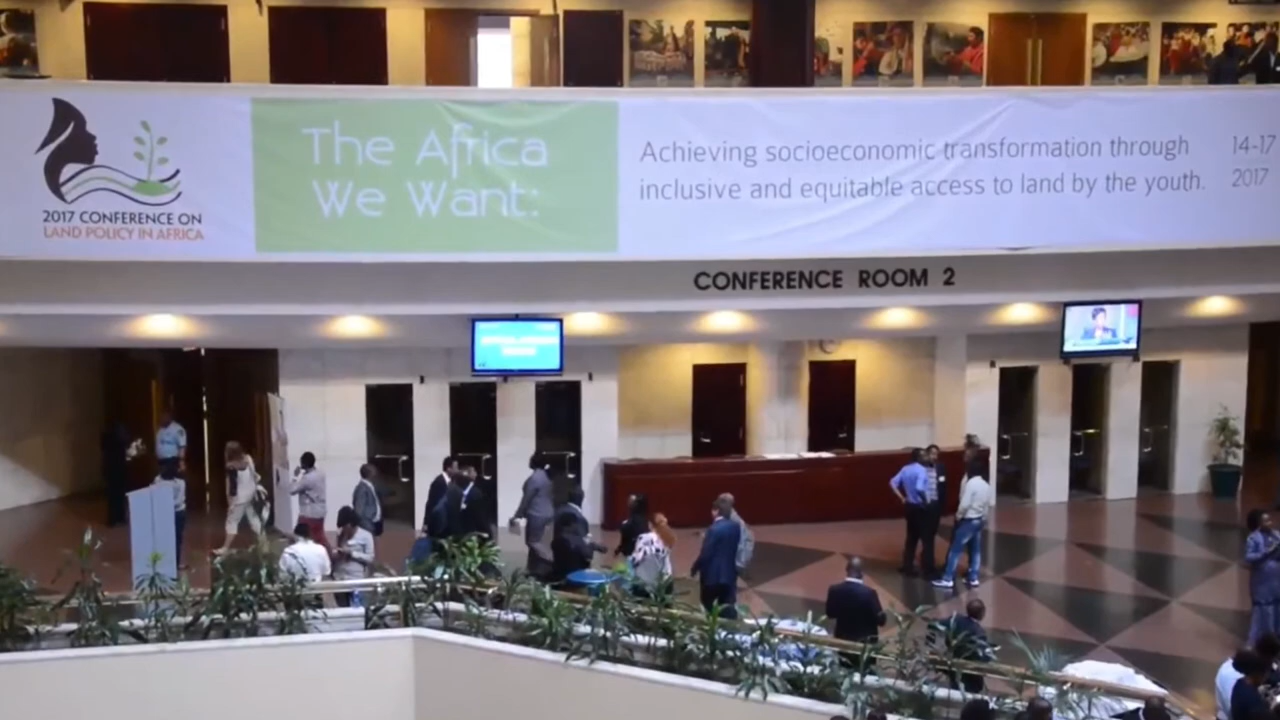 2017 CONFERENCE ON
LAND POLICY IN AFRICA
The Africa
We Want:
Achieving socioeconomic transformation through
inclusive and equitable access to land by the youth.
14-17
2017
CONFERENCE ROOM 2